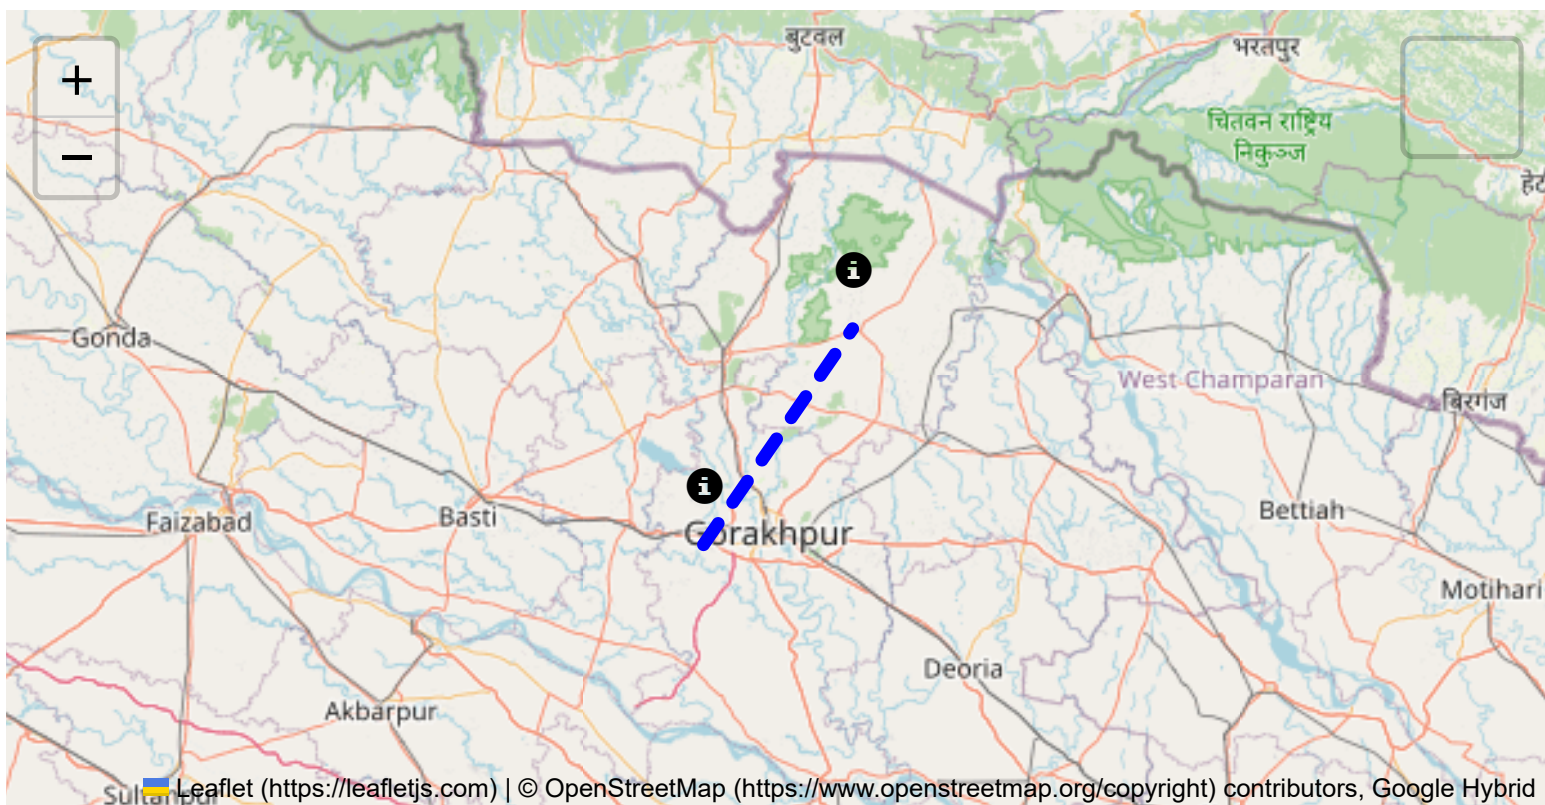 बुटवल
भरतपुर
+
चितवन राष्ट्रिय
निकुञ्ज
−
Gonda
West Champaran
बिरगंज
Basti
Bettiah
Faizabad
Gorakhpur
Motihari
Deoria
Akbarpur
Sultanpur
Leaflet (https://leafletjs.com) | © OpenStreetMap (https://www.openstreetmap.org/copyright) contributors, Google Hybrid